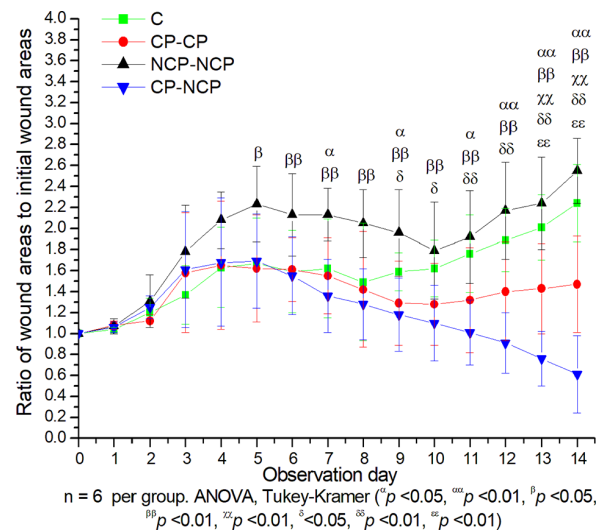 C
CP-CP
NCP-NCP
CP-NCP
Ratio of wound areas to initial wound areas
4.0
3.8
3.6
3.4
3.2
3.0
2.8
2.6
2.4
2.2
2.0
1.8
1.6
1.4
1.2
1.0
0.8
0.6
0.4
0.2
0.0
β
ββ
α
ββ
ββ
α
ββ
δ
ββ
δ
α
ββ
δδ
αα
ββ
δδ
αα
ββ
χχ
δδ
εε
αα
ββ
χχ
δδ
εε
0 1 2 3 4 5 6 7 8 9 10 11 12 13 14
Observation day
n = 6 per group. ANOVA, Tukey-Kramer (αp <0.05, ααp <0.01, βp <0.05,
ββp <0.01, χχp <0.01, δ<0.05, δδp <0.01, εεp <0.01)